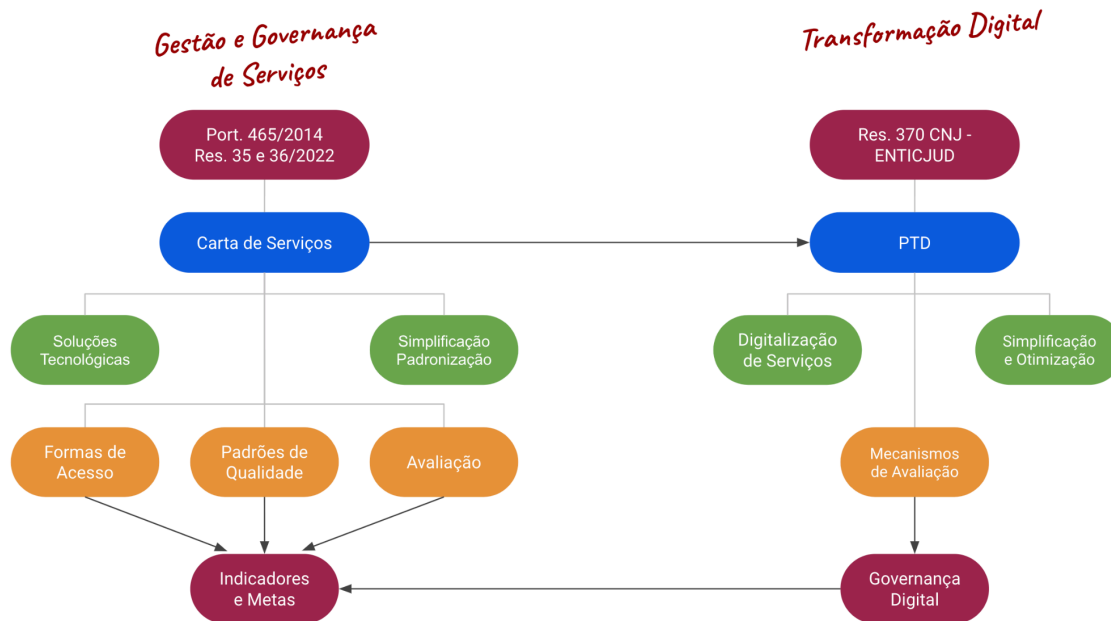 Gestão e Governança
de Serviços
Transformação Digital
Port. 465/2014
Res. 35 e 36/2022
Res. 370 CNJ -
ENTICJUD
Carta de Serviços
PTD
Soluções
Tecnológicas
Simplificação
Padronização
Digitalização
de Serviços
Simplificação
e Otimização
Formas de
Acesso
Padrões de
Qualidade
Avaliação
Mecanismos
de Avaliação
Indicadores
e Metas
Governança
Digital